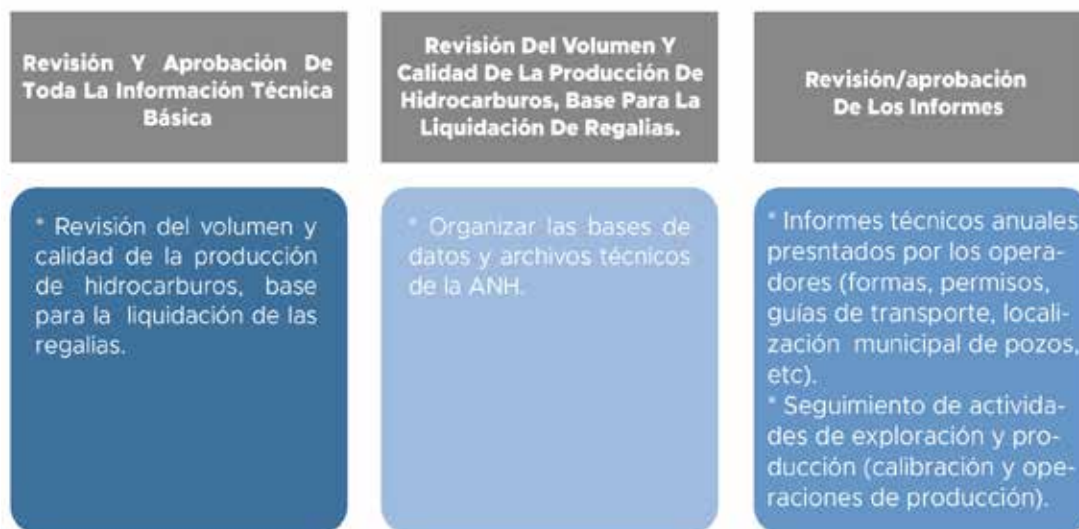 Revisión Y Aprobación De
Toda La Información Técnica
Básica
* Revisión del volumen y
calidad de la producción
de hidrocarburos, base
para la liquidación de las
regalias.
Revisión Del Volumen Y
Calidad De La Producción De
Hidrocarburos, Base Para La
Liquidación De Regalias.
* Organizar las bases de
datos y archivos técnicos
de la ANH.
Revisión/aprobación
De Los Informes
* Informes técnicos anuales
presntados por los opera-
dores (formas, permisos,
guías de transporte, locali-
zación municipal de pozos,
etc).
* Seguimiento de activida-
des de exploración y pro-
ducción (calibración y ope-
raciones de producción).